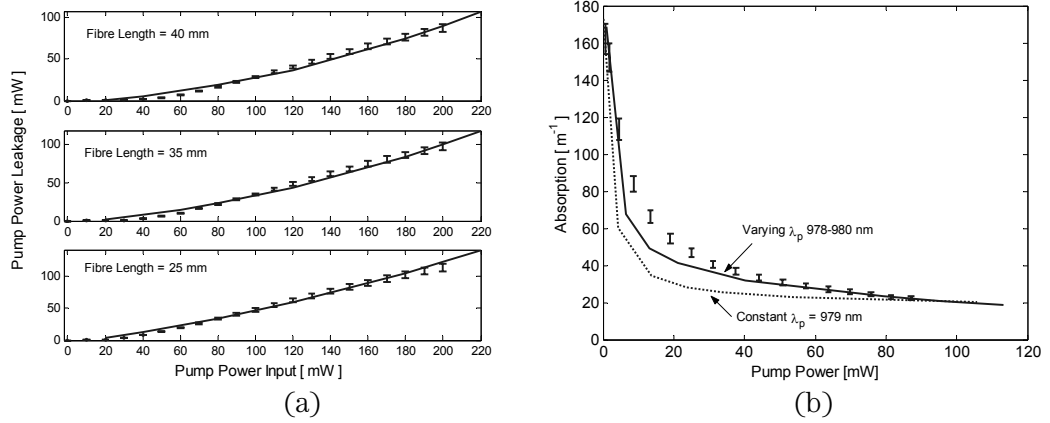 Pump Power Leakage [ mW ]
Fibre Length = 40 mm
100
50
0
0 20 40 60 80 100 120 140 160 180 200 220
Fibre Length = 35 mm
100
50
0
0 20 40 60 80 100 120 140 160 180 200 220
Fibre Length = 25 mm
100
50
0
0 20 40 60 80 100 120 140 160 180 200 220
Pump Power Input [ mW ]
(a)
Absorption [ m⁻¹ ]
180
160
140
120
100
80
60
40
20
0
Varying λp 978-980 nm
Constant λp = 979 nm
0 20 40 60 80 100 120
Pump Power [mW]
(b)